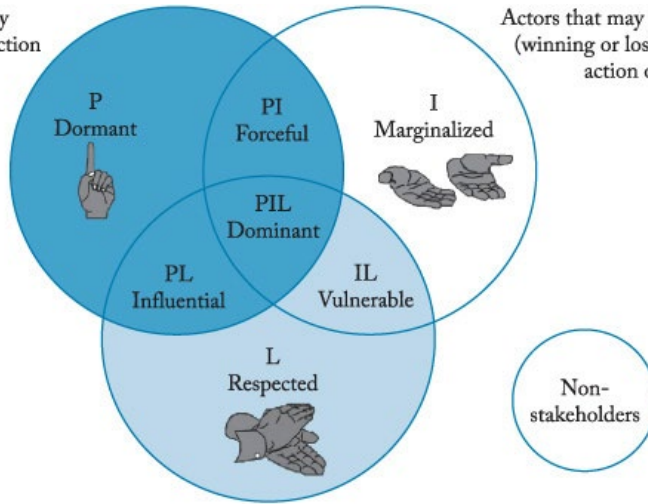 y
ction
Actors that may
(winning or los
action o
P
Dormant
PI
Forceful
I
Marginalized
PIL
Dominant
PL
Influential
IL
Vulnerable
L
Respected
Non-
stakeholders